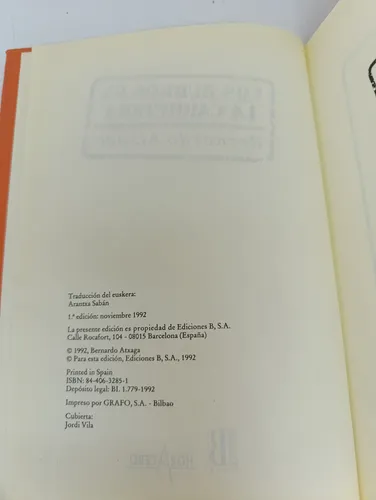 Traducción del euskera:
Arantxa Sabán
1.ª edición: noviembre 1992
La presente edición es propiedad de Ediciones B, S.A.
Calle Rocafort, 104 - 08015 Barcelona (España)
© 1992, Bernardo Atxaga
© Para esta edición, Ediciones B, S.A., 1992
Printed in Spain
ISBN: 84-406-3285-1
Depósito legal: BI. 1.779-1992
Impreso por GRAFO, S.A. - Bilbao
Cubierta:
Jordi Vila